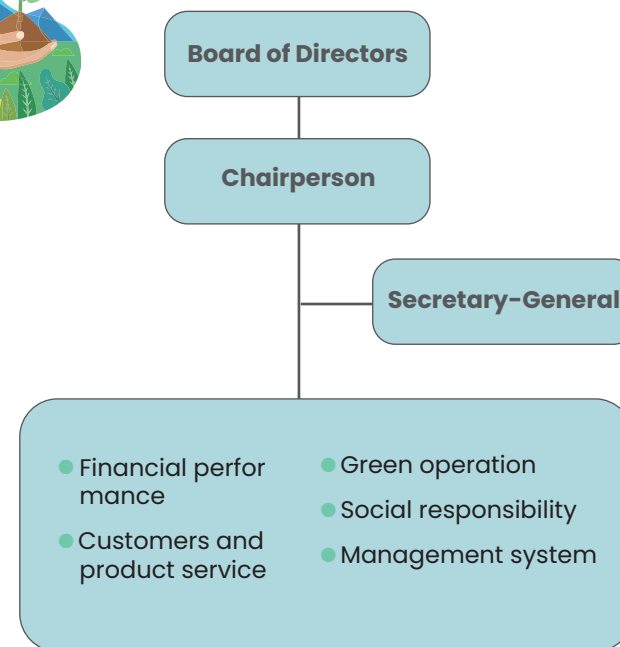 Board of Directors
Chairperson
Secretary-General
Financial perfor
mance
Customers and
product service
Green operation
Social responsibility
Management system